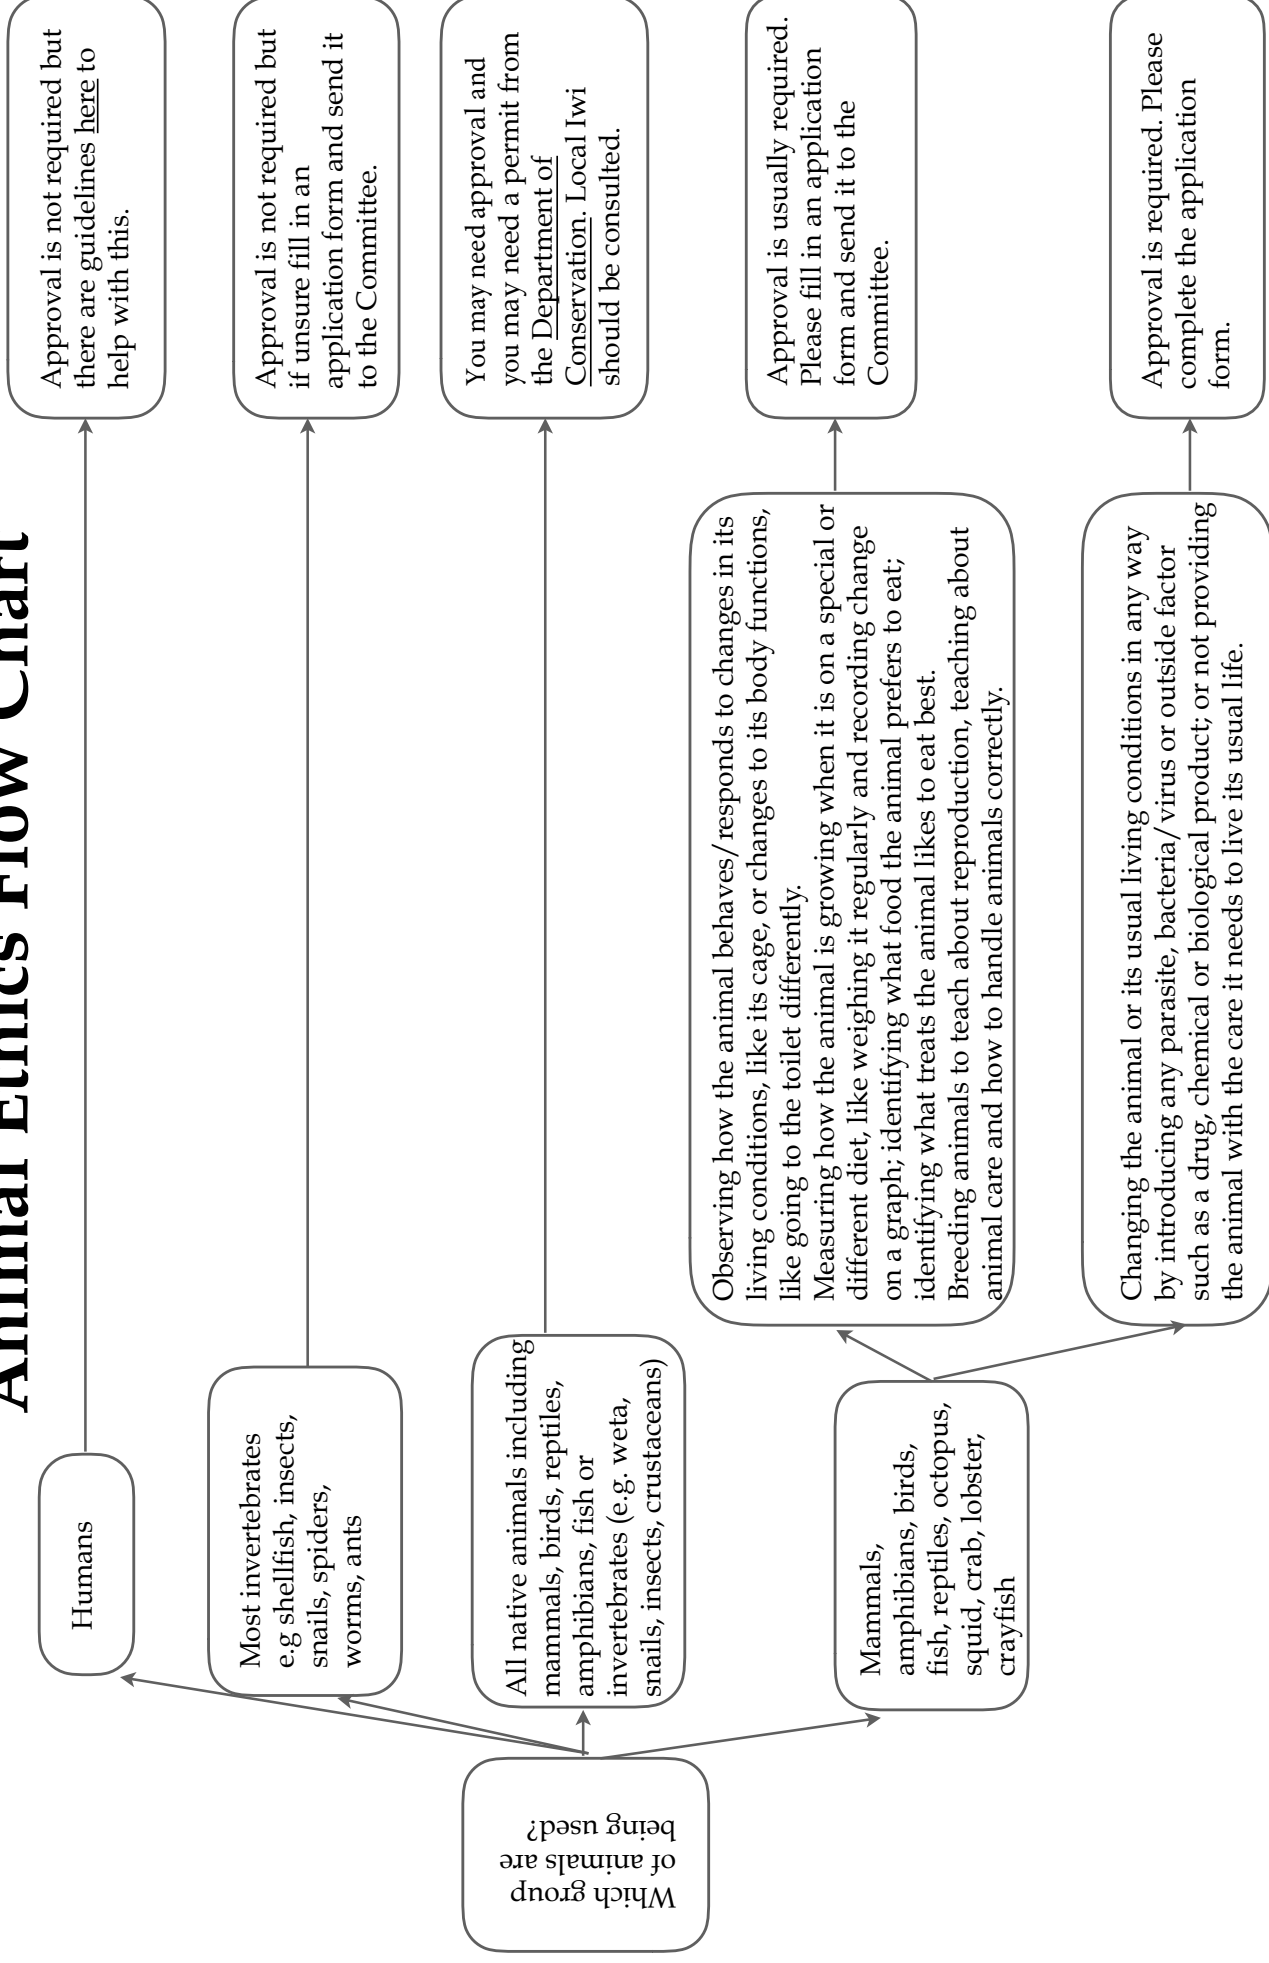 Animal Ethics Flow Chart
Which group
of animals are
being used?
Humans
Approval is not required but
there are guidelines here to
help with this.
Most invertebrates
e.g shellfish, insects,
snails, spiders,
worms, ants
Approval is not required but
if unsure fill in an
application form and send it
to the Committee.
All native animals including
mammals, birds, reptiles,
amphibians, fish or
invertebrates (e.g. weta,
snails, insects, crustaceans)
You may need approval and
you may need a permit from
the Department of
Conservation. Local Iwi
should be consulted.
Mammals,
amphibians, birds,
fish, reptiles, octopus,
squid, crab, lobster,
crayfish
Observing how the animal behaves/responds to changes in its
living conditions, like its cage, or changes to its body functions,
like going to the toilet differently.
Measuring how the animal is growing when it is on a special or
different diet, like weighing it regularly and recording change
on a graph; identifying what food the animal prefers to eat;
identifying what treats the animal likes to eat best.
Breeding animals to teach about reproduction, teaching about
animal care and how to handle animals correctly.
Approval is usually required.
Please fill in an application
form and send it to the
Committee.
Changing the animal or its usual living conditions in any way
by introducing any parasite, bacteria/virus or outside factor
such as a drug, chemical or biological product; or not providing
the animal with the care it needs to live its usual life.
Approval is required. Please
complete the application
form.